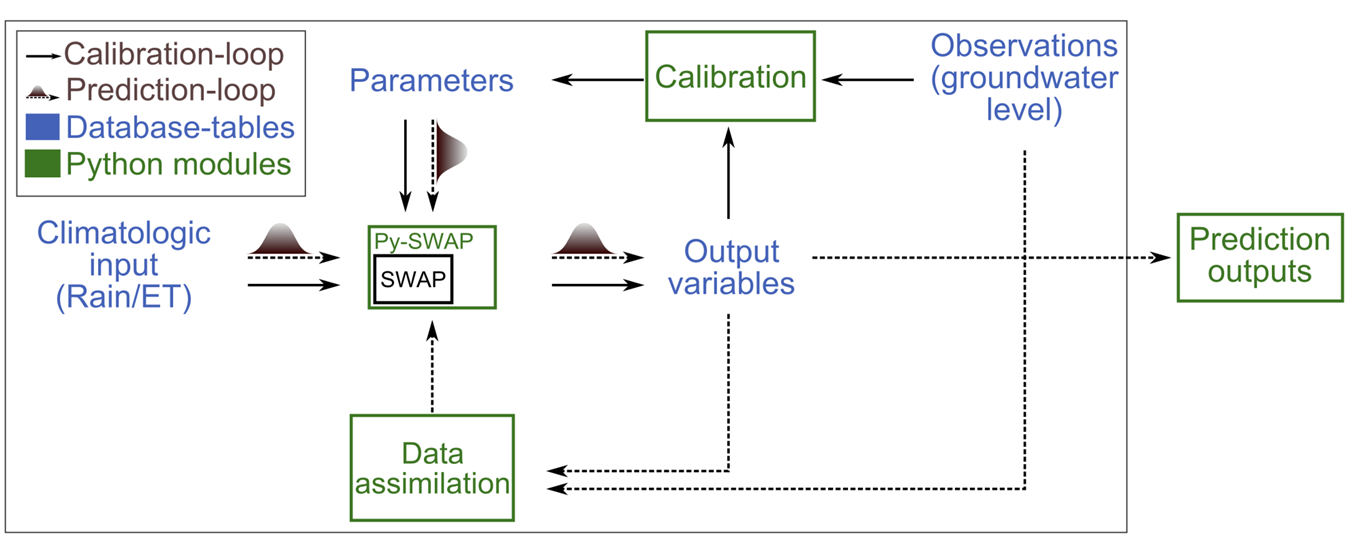 Calibration-loop
Prediction-loop
Database-tables
Python modules
Parameters
Calibration
Observations
(groundwater
level)
Climatologic
input
(Rain/ET)
Py-SWAP
SWAP
Output
variables
Prediction
outputs
Data
assimilation